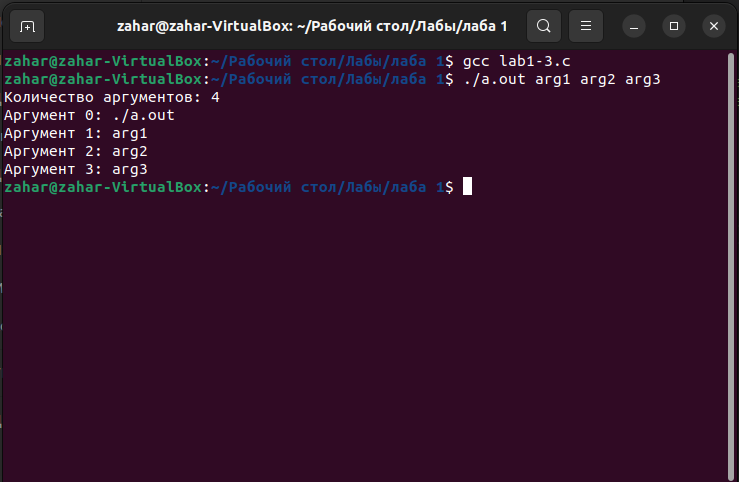 zahar@zahar-VirtualBox: ~/Рабочий стол/Лабы/лаба 1
zahar@zahar-VirtualBox:~/Рабочий стол/Лабы/лаба 1$ gcc lab1-3.c
zahar@zahar-VirtualBox:~/Рабочий стол/Лабы/лаба 1$ ./a.out arg1 arg2 arg3
Количество аргументов: 4
Аргумент 0: ./a.out
Аргумент 1: arg1
Аргумент 2: arg2
Аргумент 3: arg3
zahar@zahar-VirtualBox:~/Рабочий стол/Лабы/лаба 1$